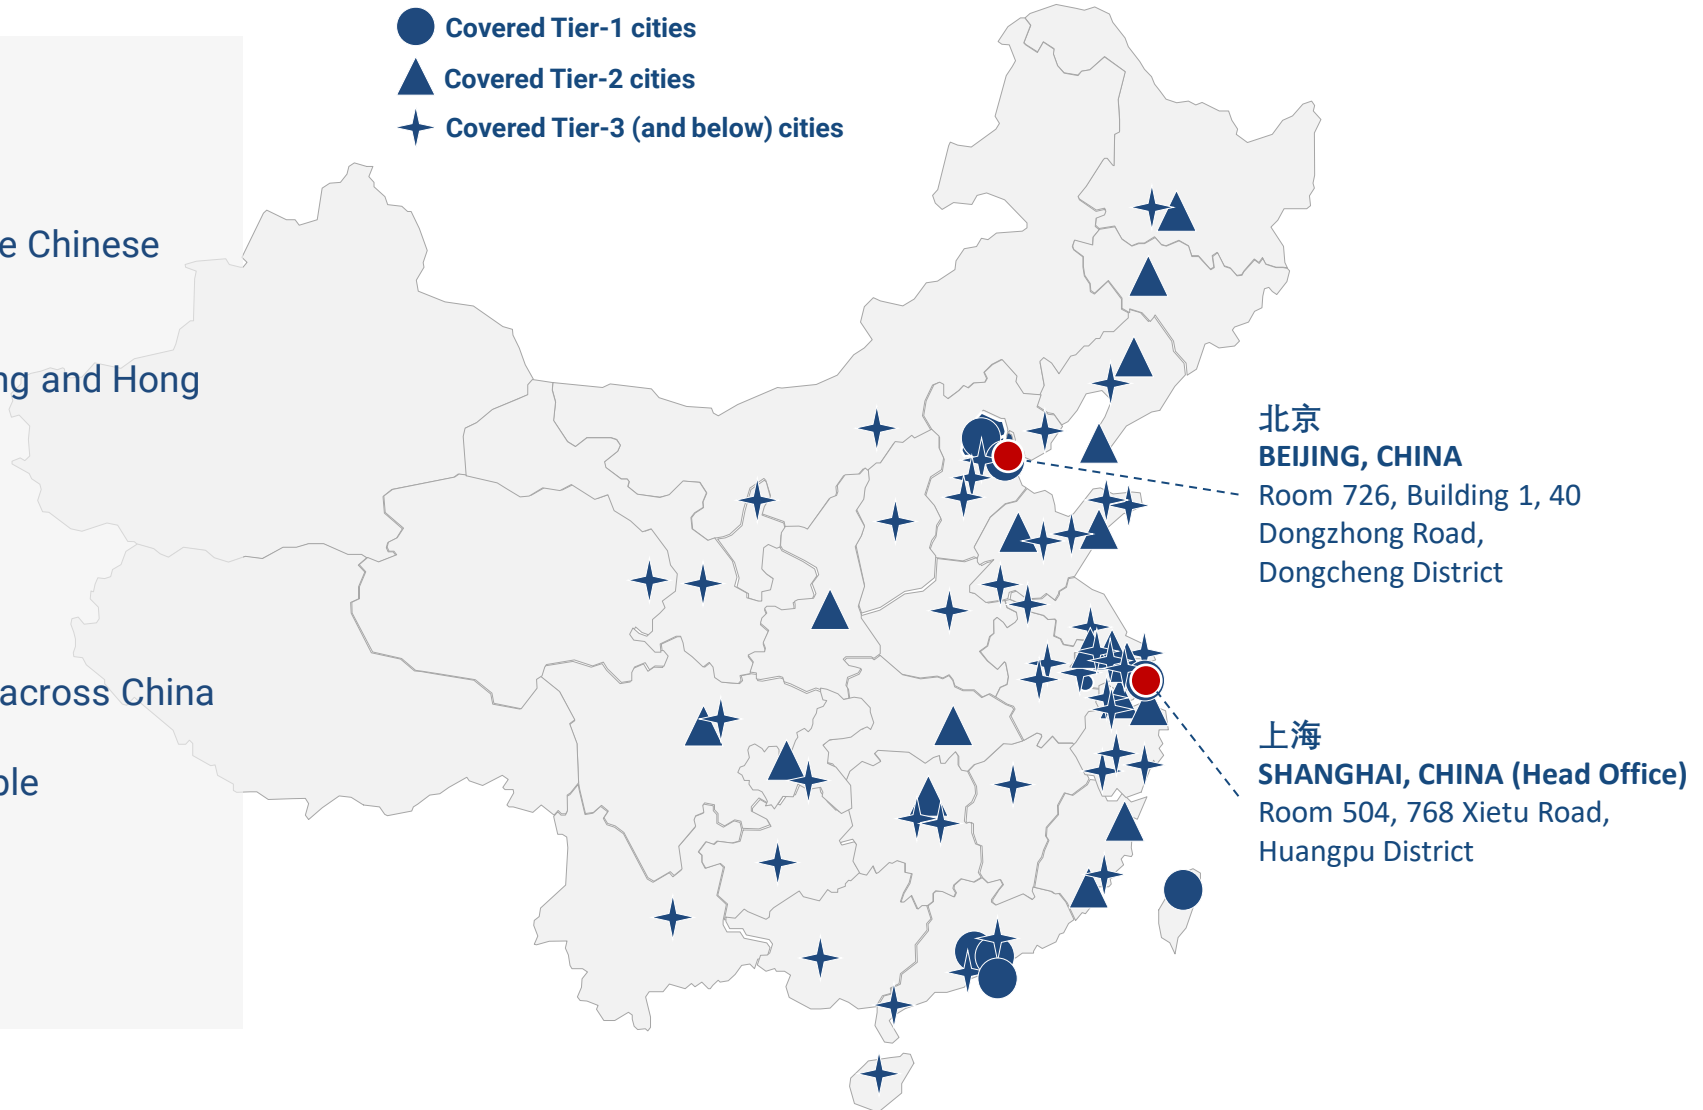 Covered Tier-1 cities
Covered Tier-2 cities
Covered Tier-3 (and below) cities
e Chinese
ng and Hong
across China
ple
北京
BEIJING, CHINA
Room 726, Building 1, 40
Dongzhong Road,
Dongcheng District
上海
SHANGHAI, CHINA (Head Office)
Room 504, 768 Xietu Road,
Huangpu District